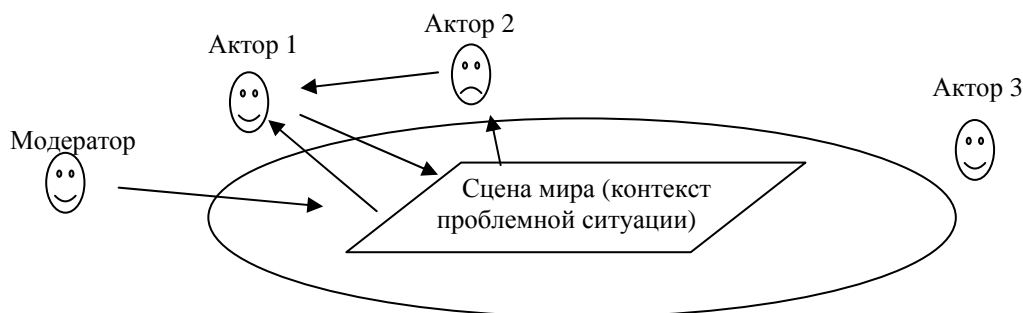 Актор 2
Актор 1
Актор 3
Модератор
Сцена мира (контекст
проблемной ситуации)